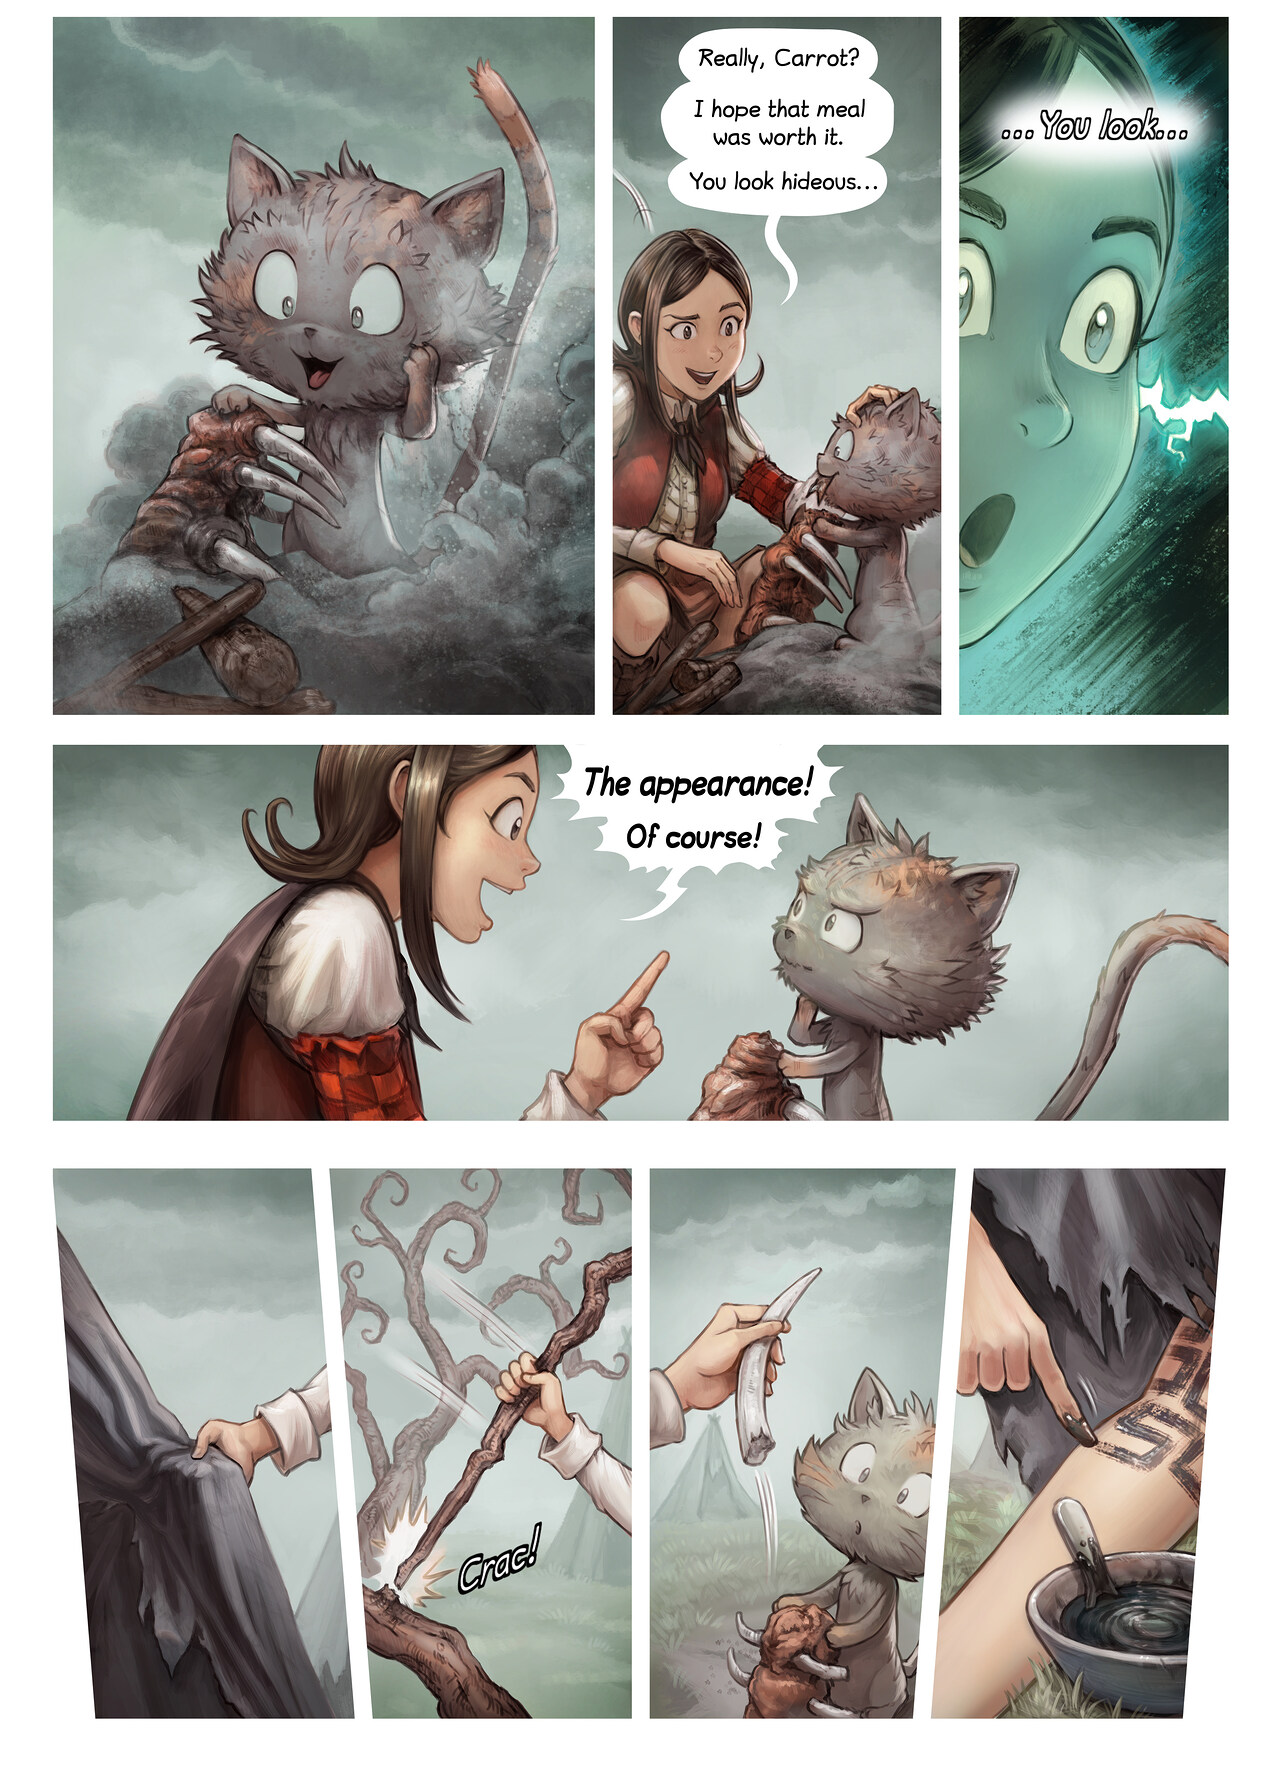 Really, Carrot?
I hope that meal
was worth it.
You look hideous...
...You look...
The appearance!
Of course!
Crac!